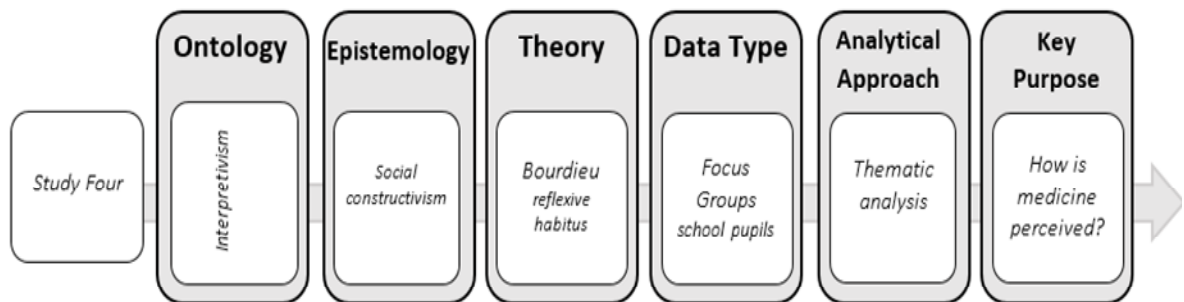 Ontology
Epistemology
Theory
Data Type
Analytical
Approach
Key
Purpose
Study Four
Interpretivism
Social
constructivism
Bourdieu
reflexive
habitus
Focus
Groups
school pupils
Thematic
analysis
How is
medicine
perceived?